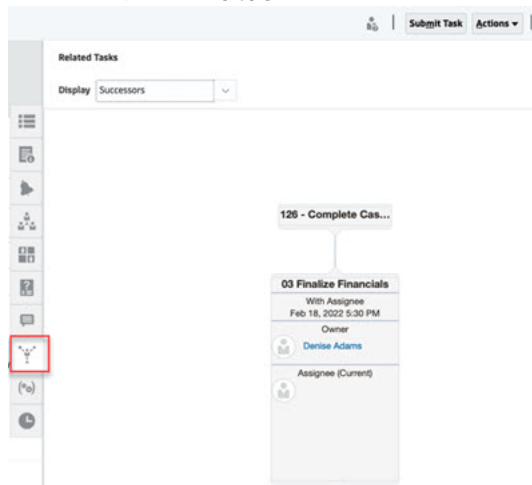 Submit Task Actions
Related Tasks
Display Successors
126 - Complete Cas...
03 Finalize Financials
With Assignee
Feb 18, 2022 5:30 PM
Owner
Denise Adams
Assignee (Current)